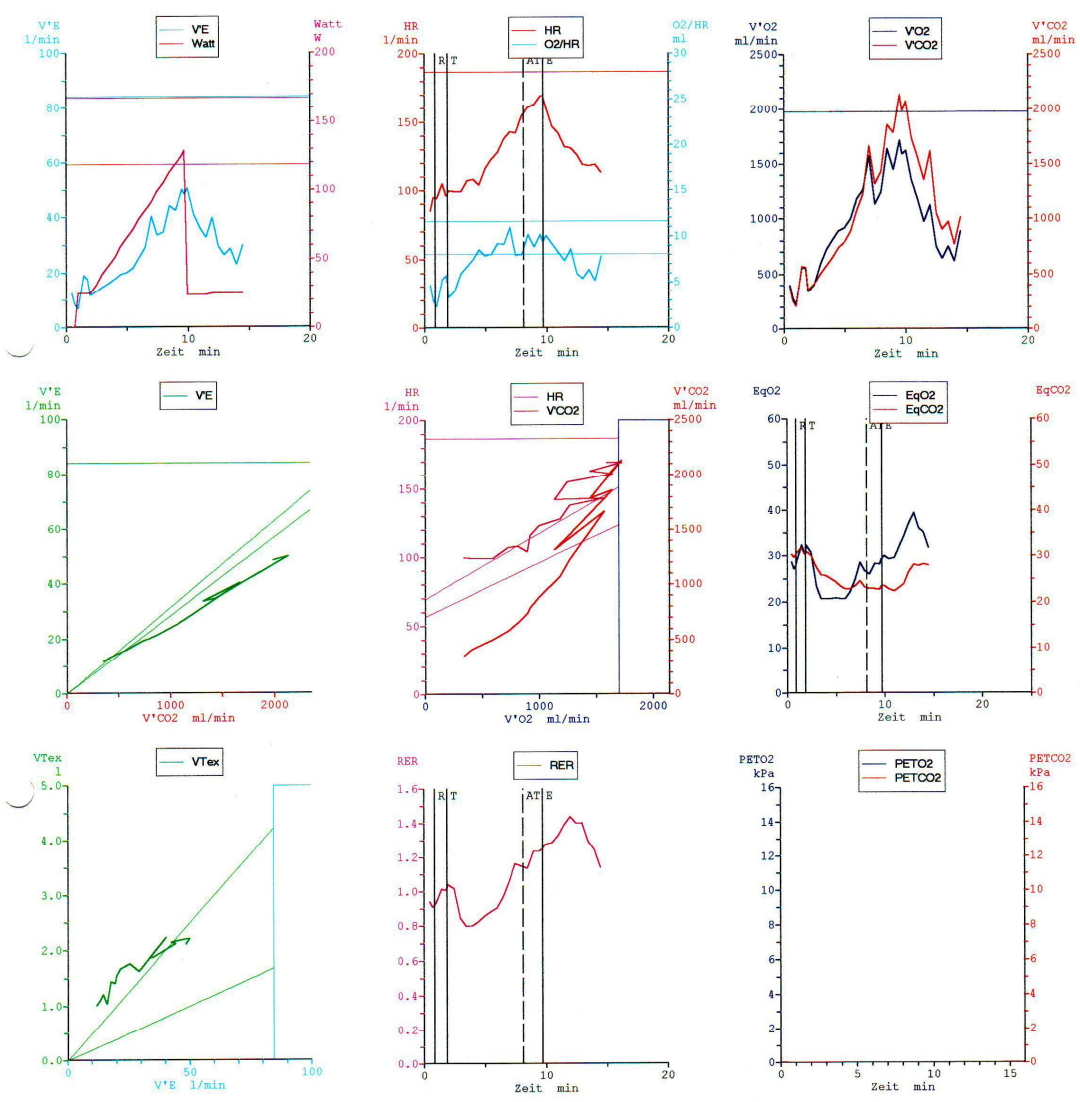 V'E
l/min
V'E
Watt
Watt
W
100
80
60
40
20
0
200
150
100
50
0
0
10
20
Zeit min
HR
1/min
HR
O2/HR
O2/HR
ml
R T
AT E
200
150
100
50
0
30
25
20
15
10
5
0
0
10
20
Zeit min
V'O2
ml/min
V'O2
V'CO2
V'CO2
ml/min
2500
2000
1500
1000
500
0
2500
2000
1500
1000
500
0
0
10
20
Zeit min
V'E
l/min
V'E
100
80
60
40
20
0
0
1000
2000
V'CO2 ml/min
HR
1/min
HR
V'CO2
V'CO2
ml/min
200
150
100
50
0
2500
2000
1500
1000
500
0
0
1000
2000
V'O2 ml/min
EqO2
EqO2
EqCO2
EqCO2
R T
AT E
60
50
40
30
20
10
0
60
50
40
30
20
10
0
0
10
20
Zeit min
VTex
l
VTex
5.0
4.0
3.0
2.0
1.0
0.0
0
50
100
V'E l/min
RER
RER
R T
AT E
1.6
1.4
1.2
1.0
0.8
0.6
0.4
0.2
0.0
0
10
20
Zeit min
PETO2
kPa
PETO2
PETCO2
PETCO2
kPa
16
14
12
10
8
6
4
2
0
16
14
12
10
8
6
4
2
0
0
5
10
15
Zeit min